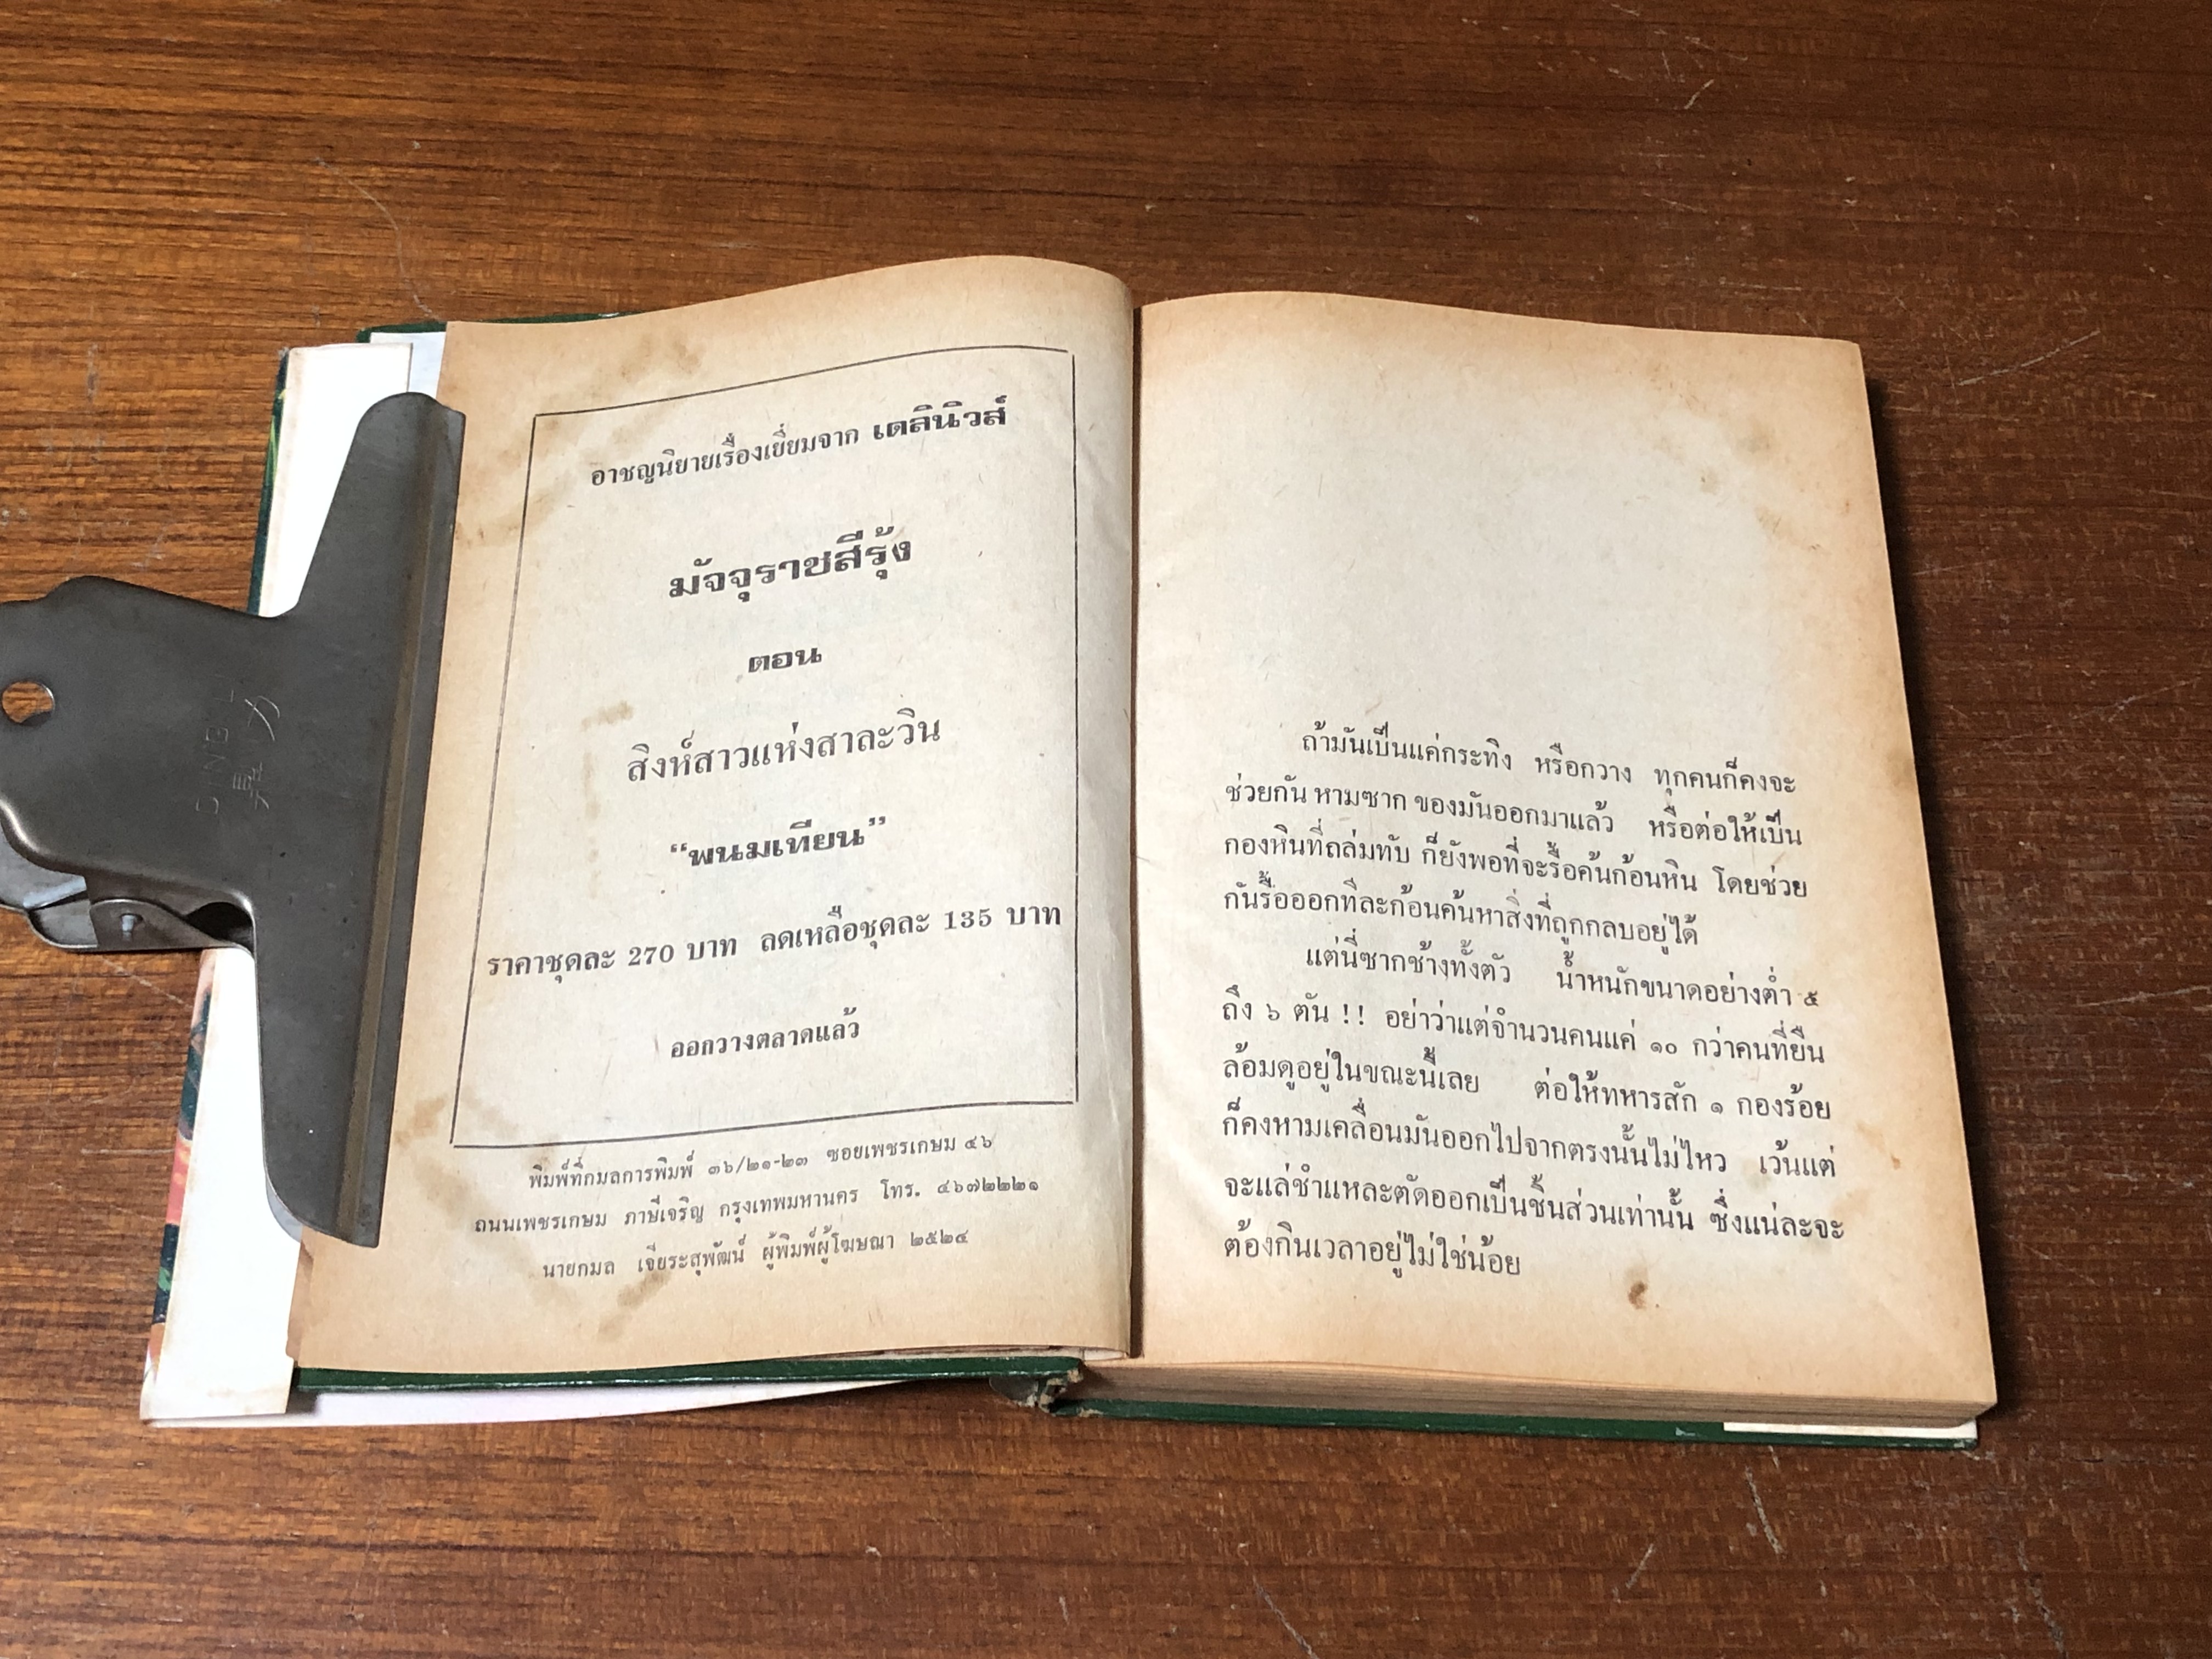 อาชญนิยายเรื่องเยี่ยมจาก เดลินิวส์
มัจจุราชสีรุ้ง
ตอน
สิงห์สาวแห่งสาละวิน
“พนมเทียน”
ราคาชุดละ 270 บาท ลดเหลือชุดละ 135 บาท
ออกวางตลาดแล้ว
พิมพ์ที่กมลการพิมพ์ ๓๖/๒๑-๒๓ ซอยเพชรเกษม ๔๖
ถนนเพชรเกษม ภาษีเจริญ กรุงเทพมหานคร โทร. ๔๖๗๒๒๒๑
นายกมล เจียระสุพัฒน์ ผู้พิมพ์ผู้โฆษณา ๒๕๒๔
ถ้ามันเป็นแค่กระทิง หรือกวาง ทุกคนก็คงจะ
ช่วยกัน หามซาก ของมันออกมาแล้ว หรือต่อให้เป็น
กองหินที่ถล่มทับ ก็ยังพอที่จะรื้อค้นก้อนหิน โดยช่วย
กันรื้อออกทีละก้อนค้นหาสิ่งที่ถูกกลบอยู่ได้
แต่นี่ซากช้างทั้งตัว น้ำหนักขนาดอย่างต่ำ ๕
ถึง ๖ ตัน !! อย่าว่าแต่จำนวนคนแค่ ๑๐ กว่าคนที่ยืน
ล้อมดูอยู่ในขณะนี้เลย ต่อให้ทหารสัก ๑ กองร้อย
ก็คงหามเคลื่อนมันออกไปจากตรงนั้นไม่ไหว เว้นแต่
จะแล่ชำแหละตัดออกเป็นชิ้นส่วนเท่านั้น ซึ่งแน่ละจะ
ต้องกินเวลาอยู่ไม่ใช่น้อย